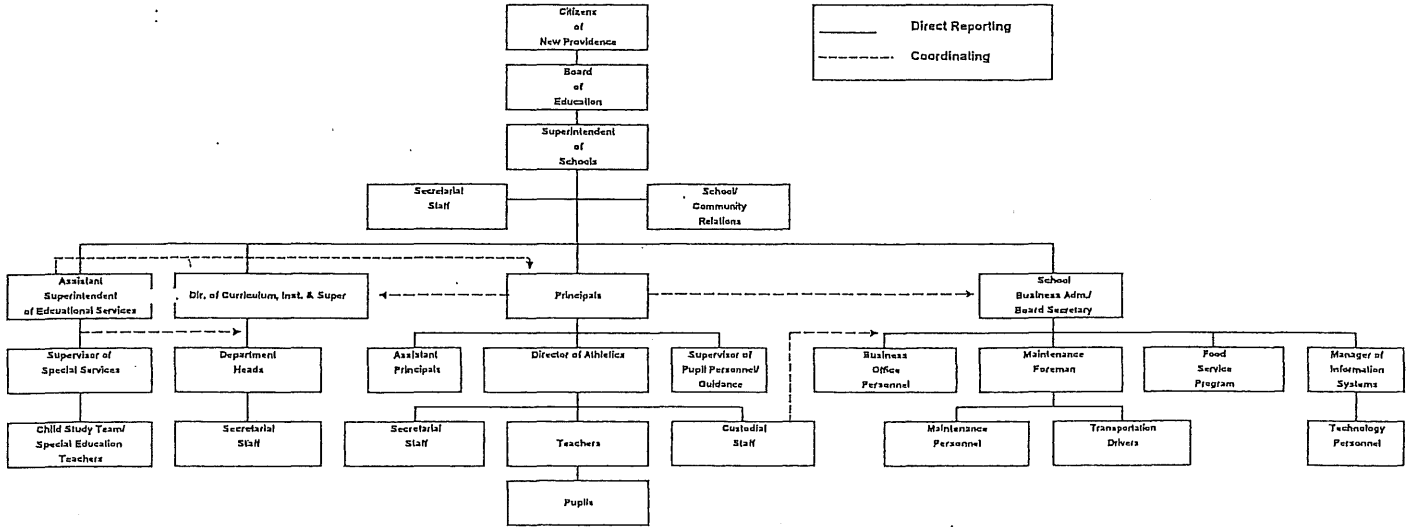 Citizens
of
New Providence
Direct Reporting
Coordinating
Board
of
Education
Superintendent
of
Schools
Secretarial
Staff
School/
Community
Relations
Assistant
Superintendent
of Edcuational Services
Dir. of Curriculum, Inst. & Super
Principals
School
Business Adm./
Board Secretary
Supervisor of
Special Services
Department
Heads
Assistant
Principals
Director of Athletics
Supervisor of
Pupil Personnel/
Guidance
Business
Office
Personnel
Maintenance
Foreman
Food
Service
Program
Manager of
Information
Systems
Child Study Team/
Special Education
Teachers
Secretarial
Staff
Secretarial
Staff
Teachers
Custodial
Staff
Maintenance
Personnel
Transportation
Drivers
Technology
Personnel
Pupils